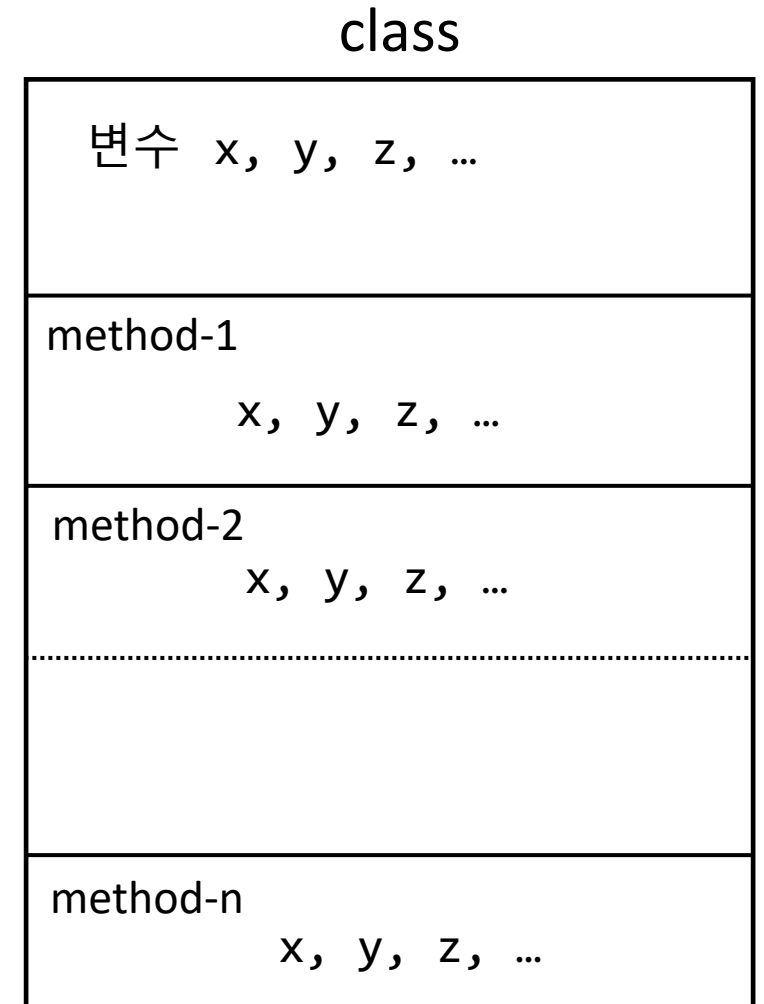 class
변수 x, y, z, …
method-1
x, y, z, …
method-2
x, y, z, …
method-n
x, y, z, …